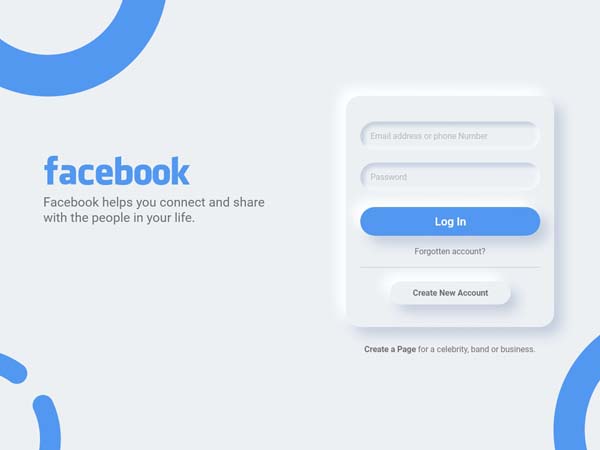 facebook
Facebook helps you connect and share
with the people in your life.
Email address or phone Number
Password
Log In
Forgotten account?
Create New Account
Create a Page for a celebrity, band or business.